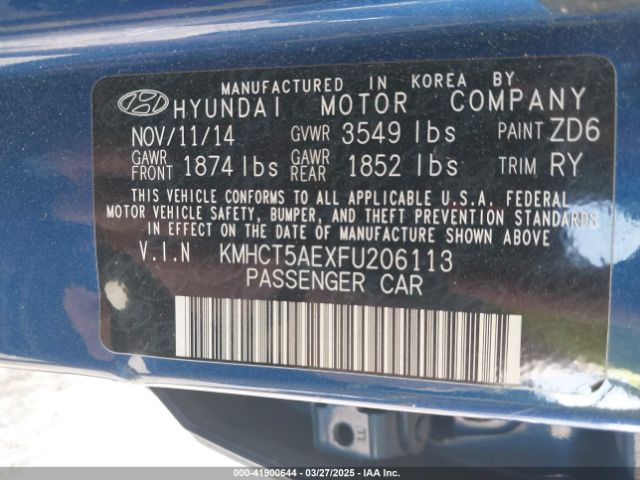 MANUFACTURED IN KOREA BY
HYUNDAI MOTOR COMPANY
NOV/11/14 GVWR 3549 lbs PAINT ZD6
GAWR FRONT 1874 lbs GAWR REAR 1852 lbs TRIM RY
THIS VEHICLE CONFORMS TO ALL APPLICABLE U.S.A. FEDERAL
MOTOR VEHICLE SAFETY, BUMPER, AND THEFT PREVENTION STANDARDS
IN EFFECT ON THE DATE OF MANUFACTURE SHOWN ABOVE.
V.I.N KMHCT5AEXFU206113
PASSENGER CAR
000-41900644 - 03/27/2025 - IAA Inc.